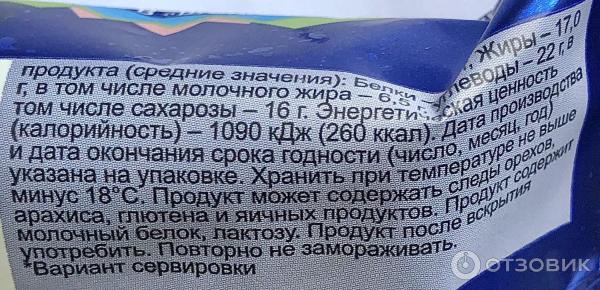 продукта (средние значения): Белки – г, Жиры – 17,0
г, в том числе молочного жира – 6,5 Углеводы – 22 г, в
том числе сахарозы – 16 г. Энергетическая ценность
(калорийность) – 1090 кДж (260 ккал). Дата производства
и дата окончания срока годности (число, месяц, год)
указана на упаковке. Хранить при температуре не выше
минус 18°С. Продукт может содержать следы орехов,
арахиса, глютена и яичных продуктов. Продукт содержит
молочный белок, лактозу. Продукт после вскрытия
употребить. Повторно не замораживать.
*Вариант сервировки
отзовик